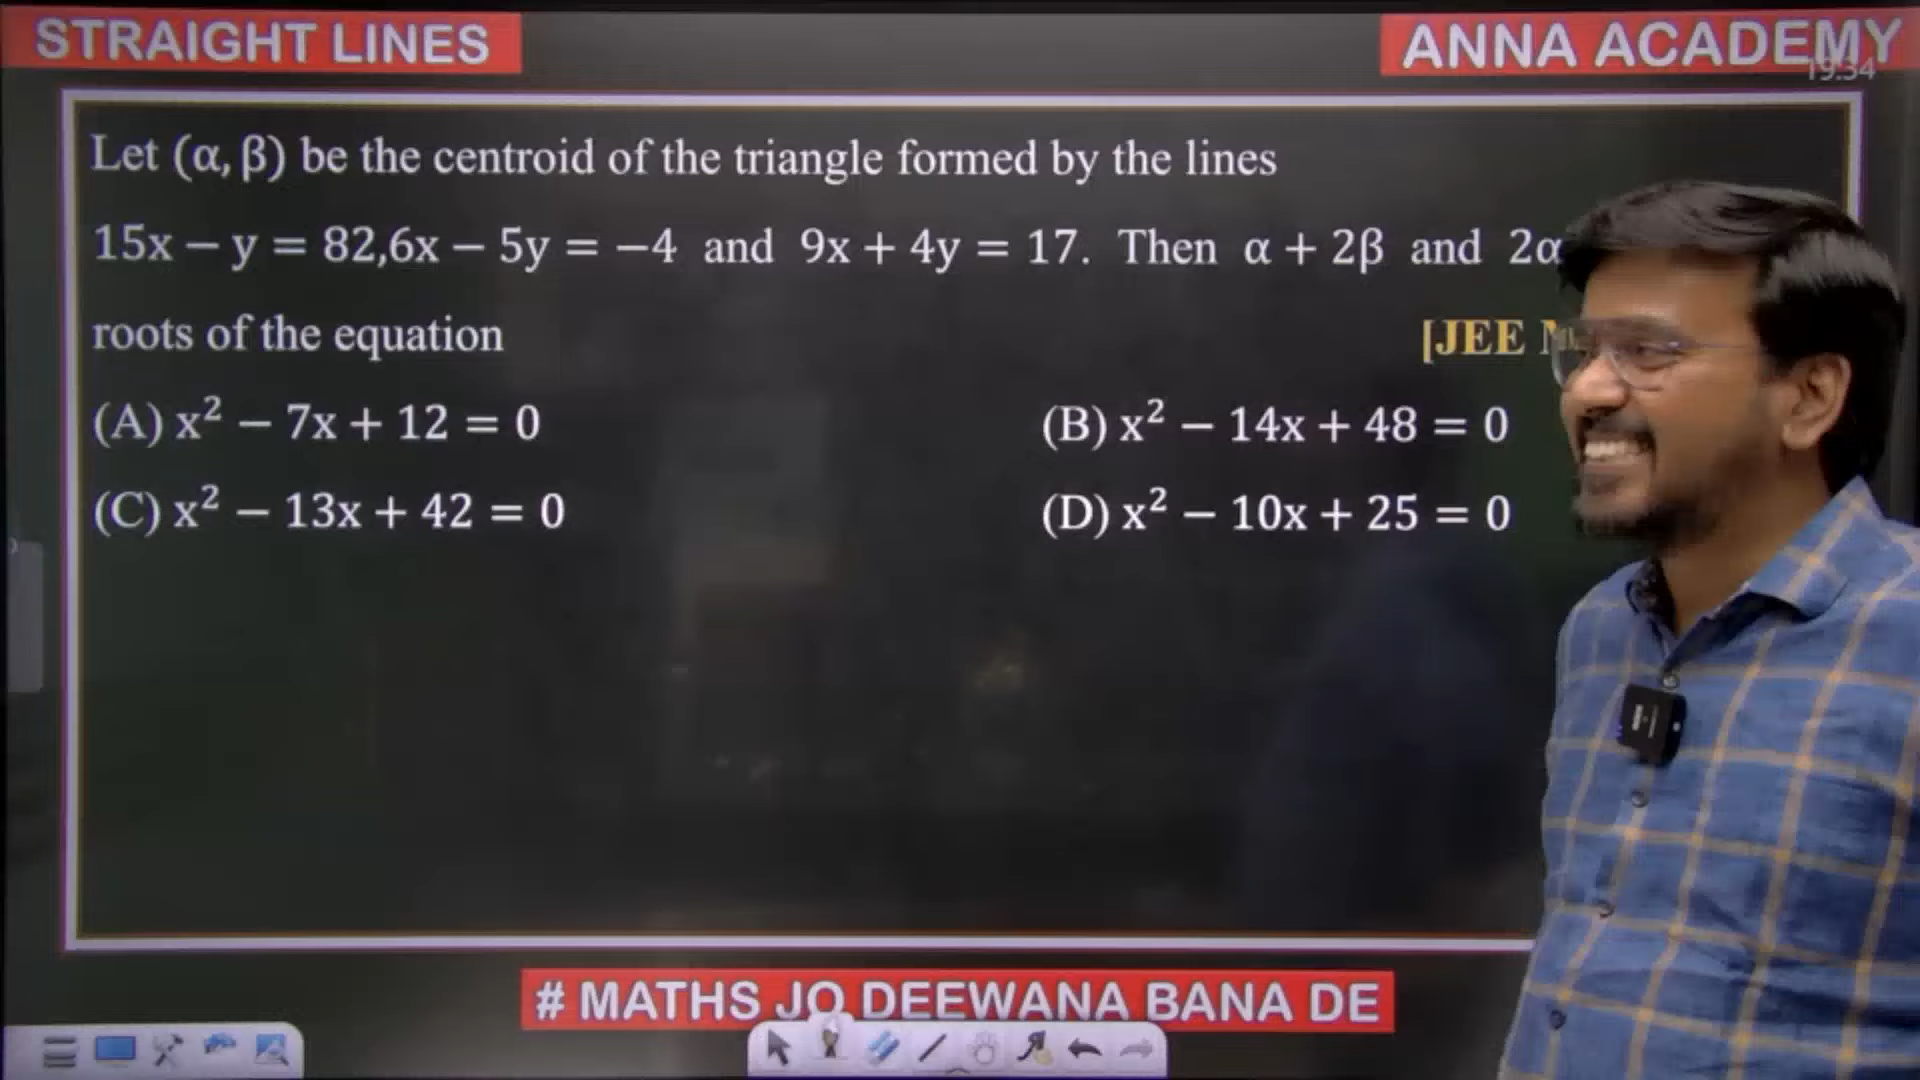 STRAIGHT LINES
ANNA ACADEMY
19:34
Let (α, β) be the centroid of the triangle formed by the lines
15x − y = 82,6x − 5y = −4 and 9x + 4y = 17. Then α + 2β and 2α
roots of the equation
[JEE
(A) x² − 7x + 12 = 0
(B) x² − 14x + 48 = 0
(C) x² − 13x + 42 = 0
(D) x² − 10x + 25 = 0
# MATHS JO DEEWANA BANA DE